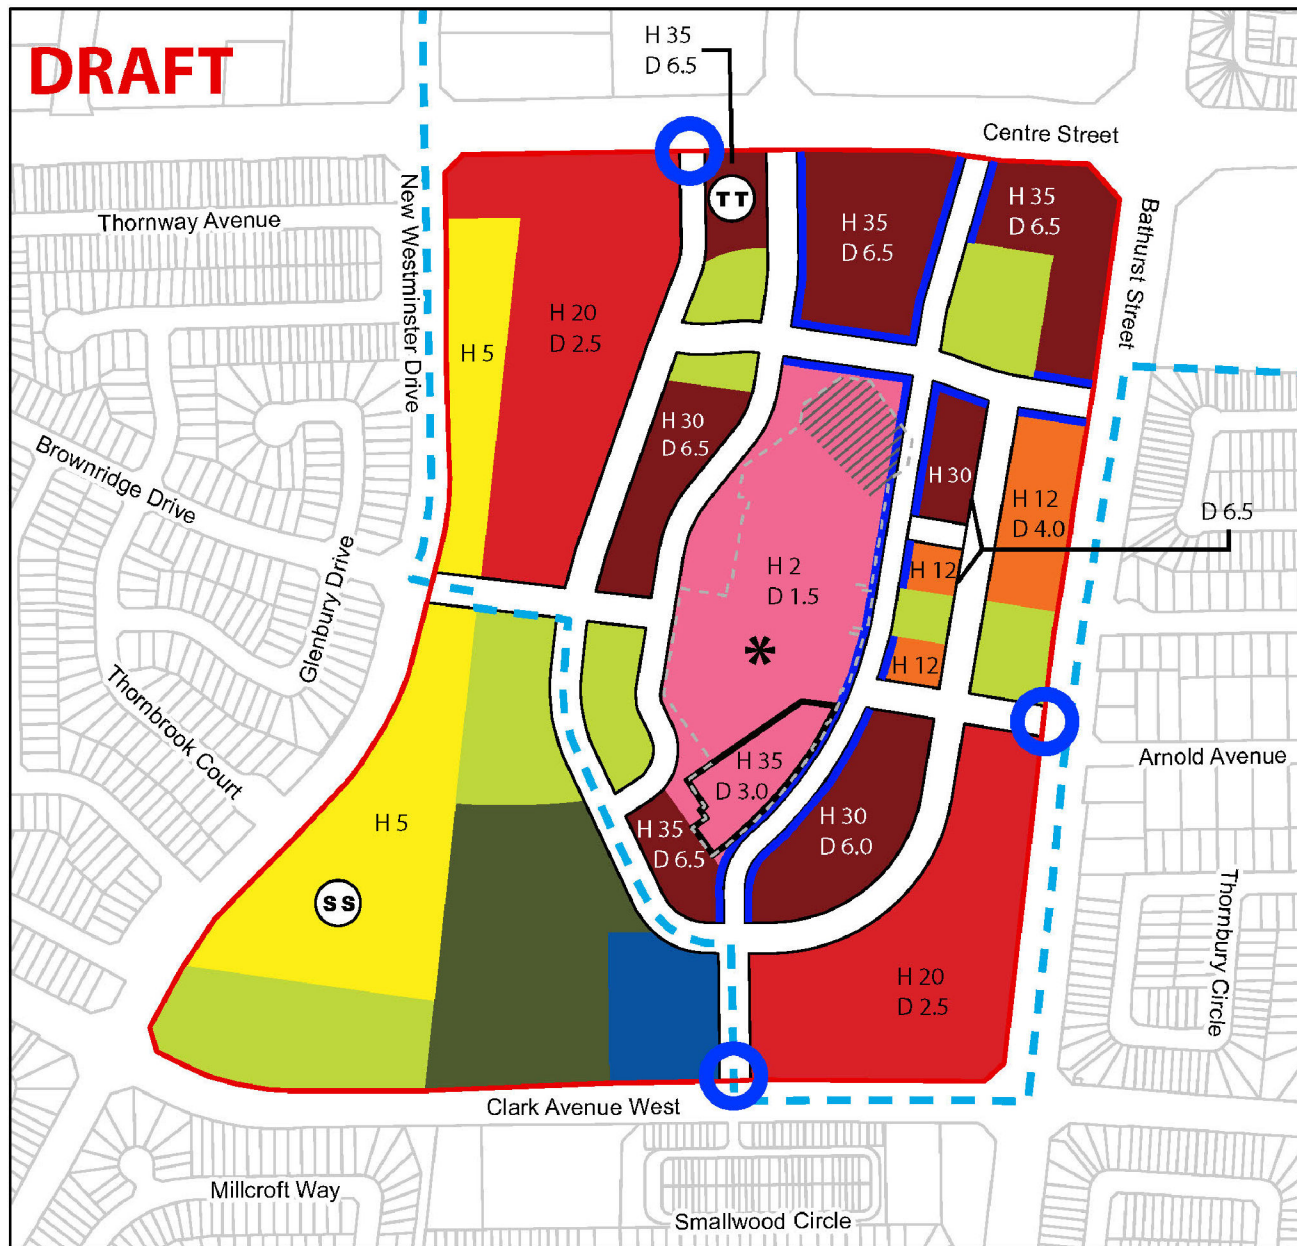 H 35
D 6.5
DRAFT
Centre Street
TT
H 35
D 6.5
H 35
D 6.5
Thornway Avenue
New Westminster Drive
Bathurst Street
H 20
D 2.5
H 5
H 30
D 6.5
H 30
H 12
D 4.0
D 6.5
Brownridge Drive
H 2
D 1.5
H 12
Glenbury Drive
*
H 12
Thornbrook Court
Arnold Avenue
H 35
D 3.0
H 5
H 35
D 6.5
H 30
D 6.0
SS
Thornbury Circle
H 20
D 2.5
Clark Avenue West
Millcroft Way
Smallwood Circle